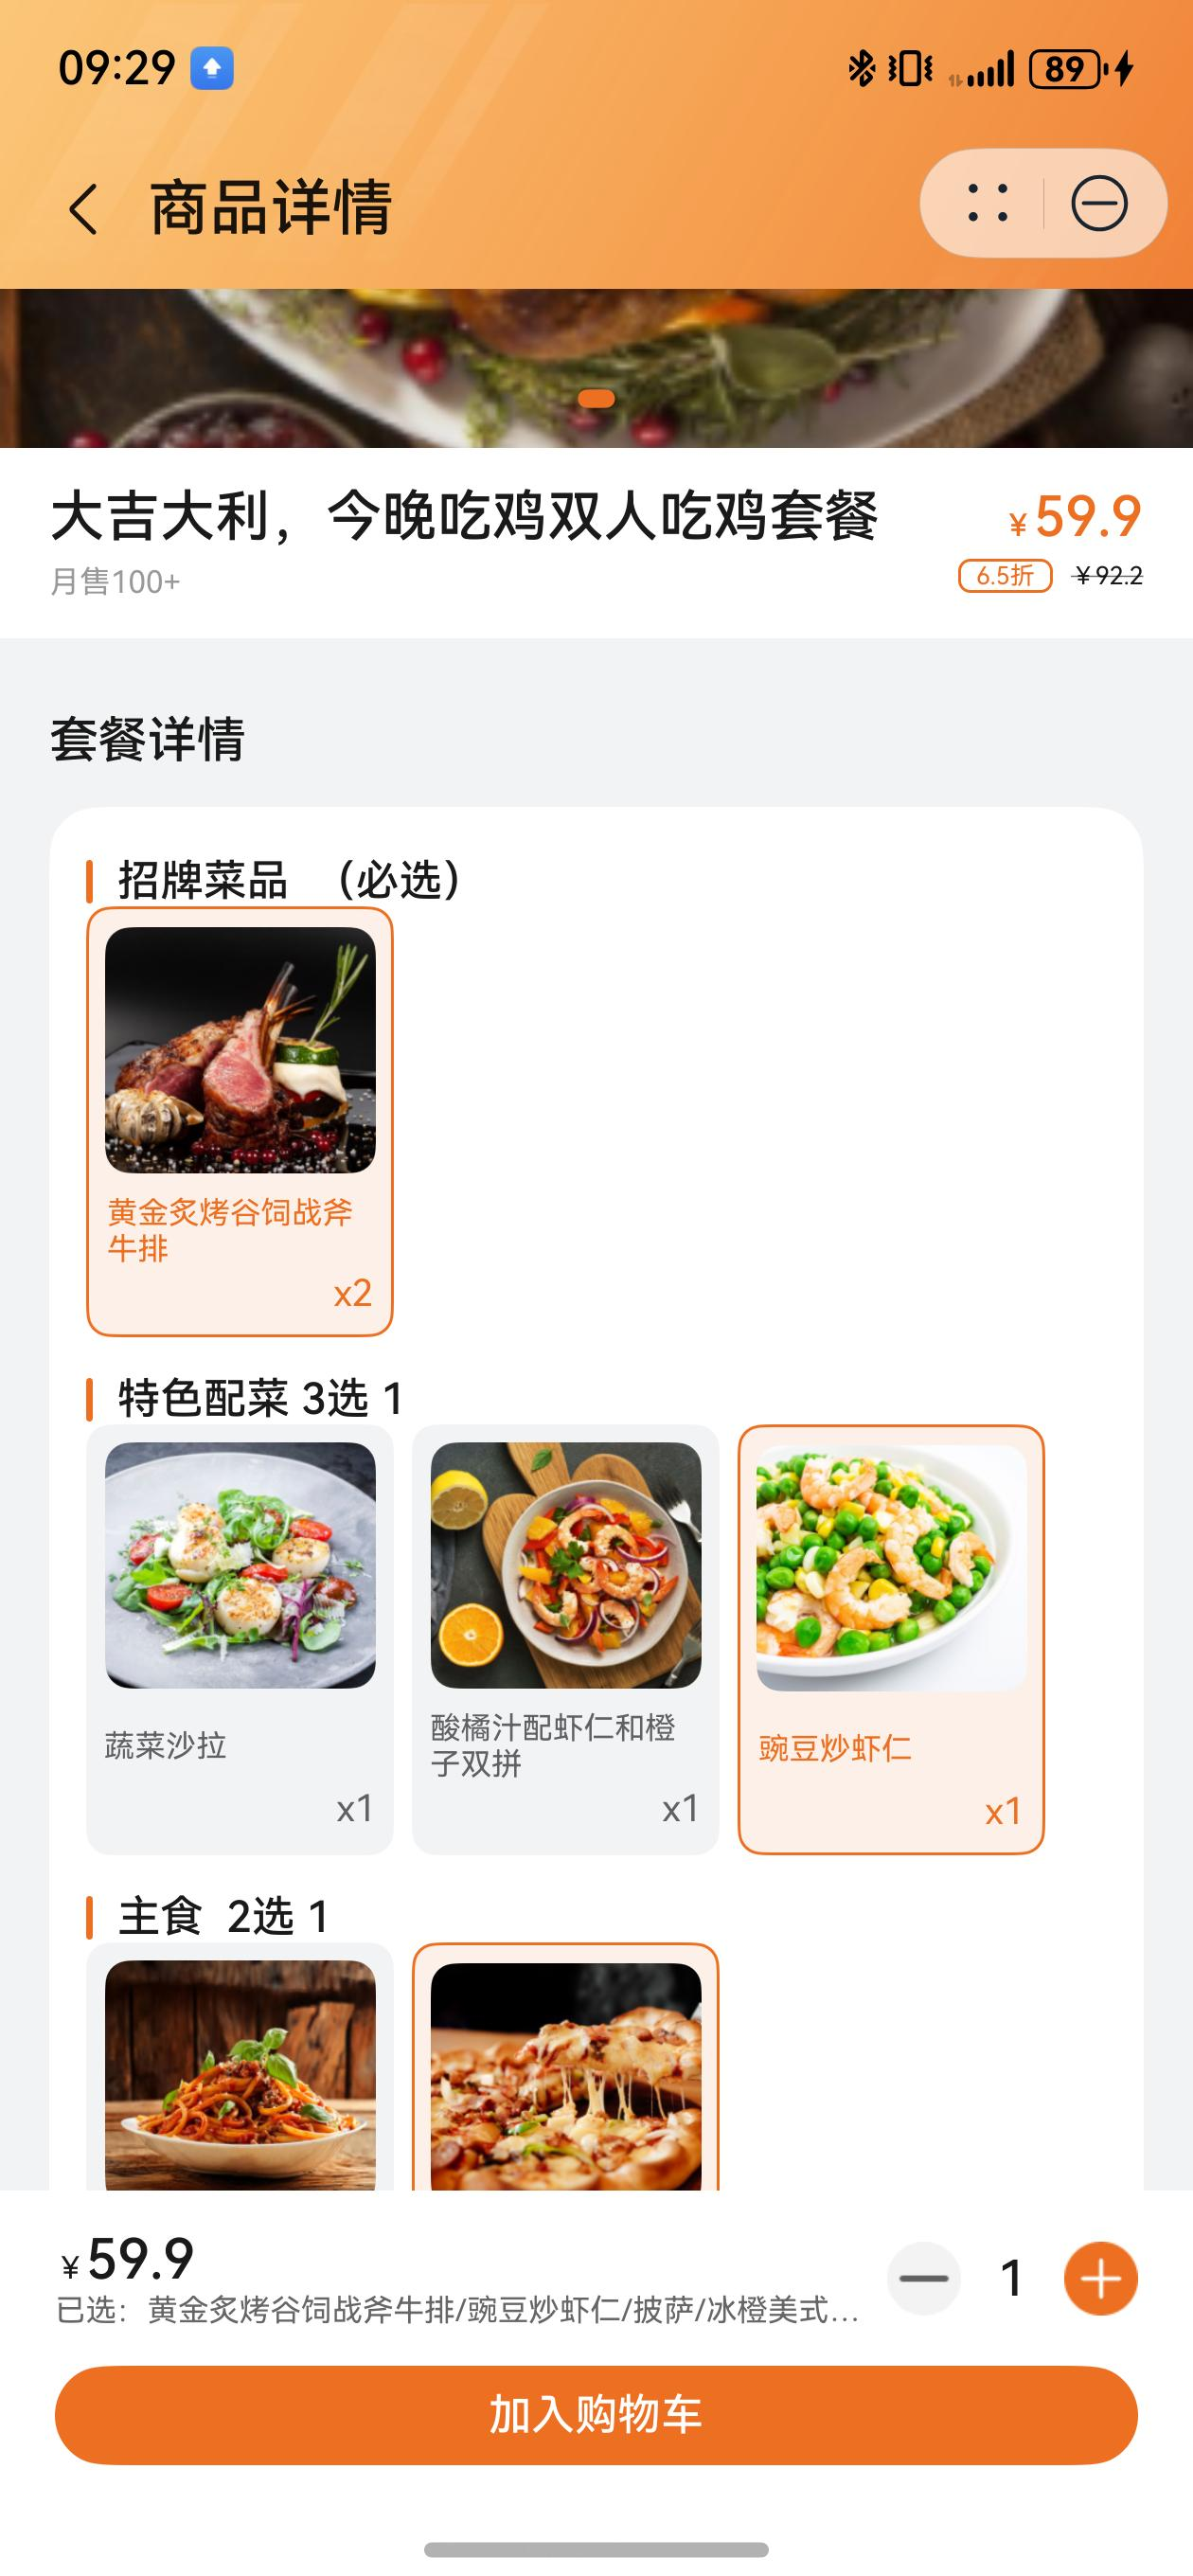 09:29
89
商品详情
大吉大利，今晚吃鸡双人吃鸡套餐
¥59.9
月售100+
6.5折 ¥92.2
套餐详情
招牌菜品 （必选）
黄金炙烤谷饲战斧
牛排
x2
特色配菜 3选 1
蔬菜沙拉
x1
酸橘汁配虾仁和橙
子双拼
x1
豌豆炒虾仁
x1
主食 2选 1
¥59.9
已选：黄金炙烤谷饲战斧牛排/豌豆炒虾仁/披萨/冰橙美式...
1
加入购物车